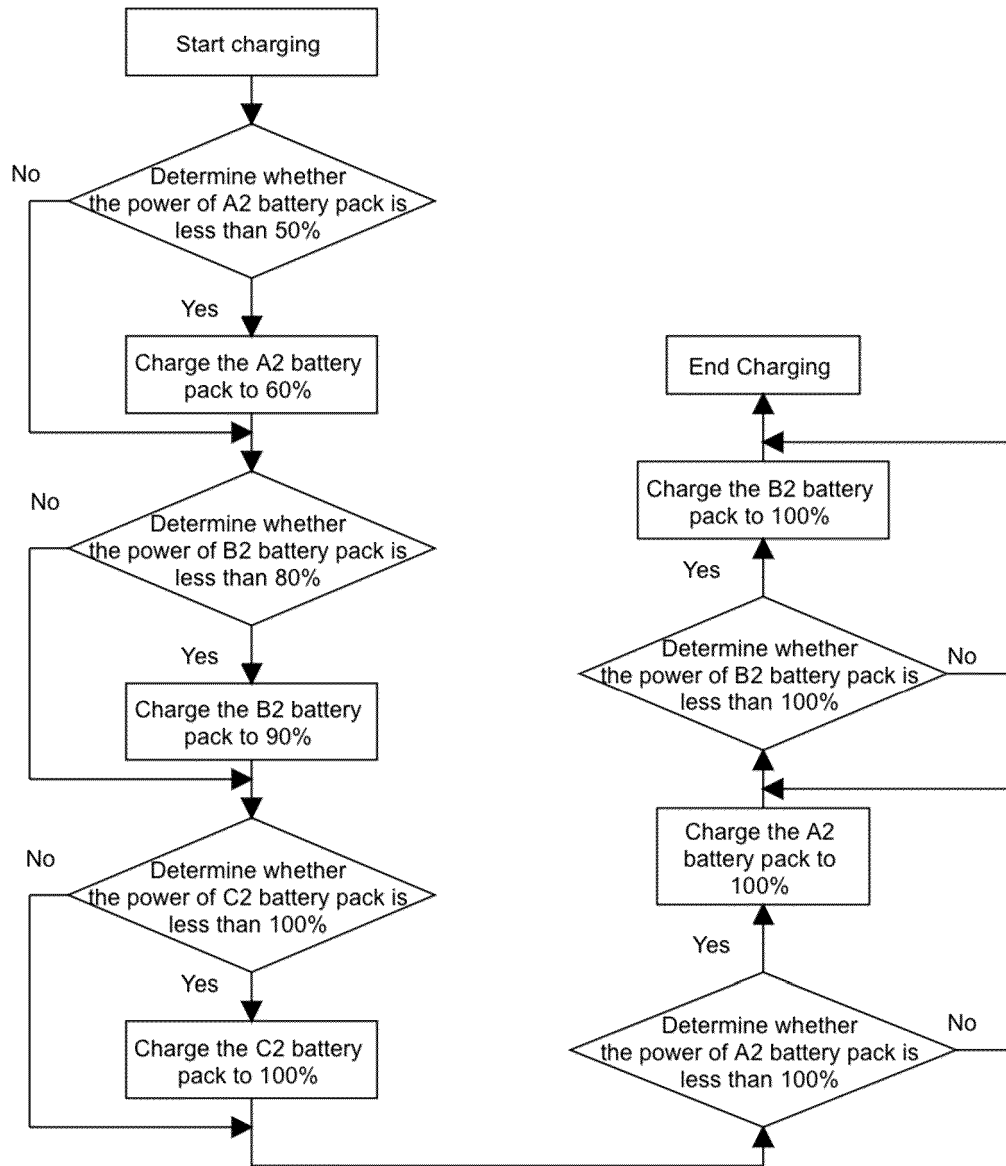 Start charging
No
Determine whether
the power of A2 battery pack is
less than 50%
Yes
Charge the A2 battery
pack to 60%
No
Determine whether
the power of B2 battery pack is
less than 80%
Yes
Charge the B2 battery
pack to 90%
No
Determine whether
the power of C2 battery pack is
less than 100%
Yes
Charge the C2 battery
pack to 100%
End Charging
Charge the B2 battery
pack to 100%
Yes
Determine whether
the power of B2 battery pack is
less than 100%
No
Charge the A2
battery pack to
100%
Yes
Determine whether
the power of A2 battery pack is
less than 100%
No